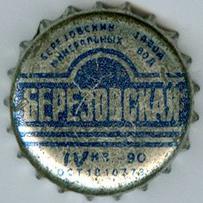 БЕРЕЗОВСКИЙ ЗАВОД
МИНЕРАЛЬНЫХ ВОД
БЕРЕЗОВСКАЯ
IV КВ. 90